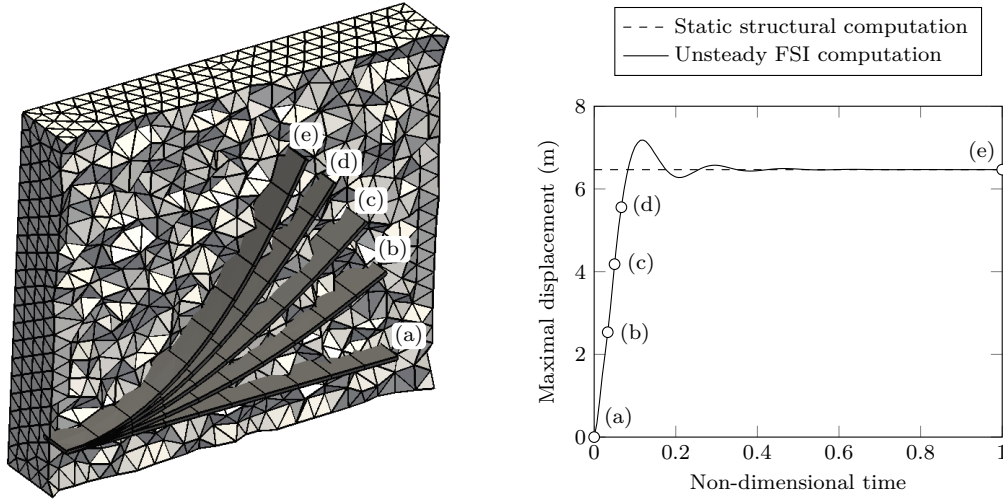 (e)
(d)
(c)
(b)
(a)
Static structural computation
Unsteady FSI computation
Maximal displacement (m)
8
6
4
2
0
(e)
(d)
(c)
(b)
(a)
0 0.2 0.4 0.6 0.8 1
Non-dimensional time